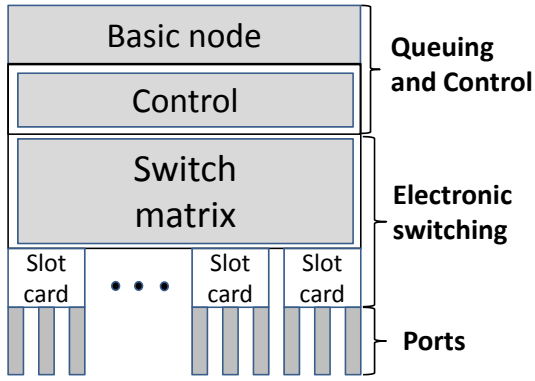 Basic node
Queuing
and Control
Control
Switch
matrix
Electronic
switching
Slot
card
Slot
card
Slot
card
Ports